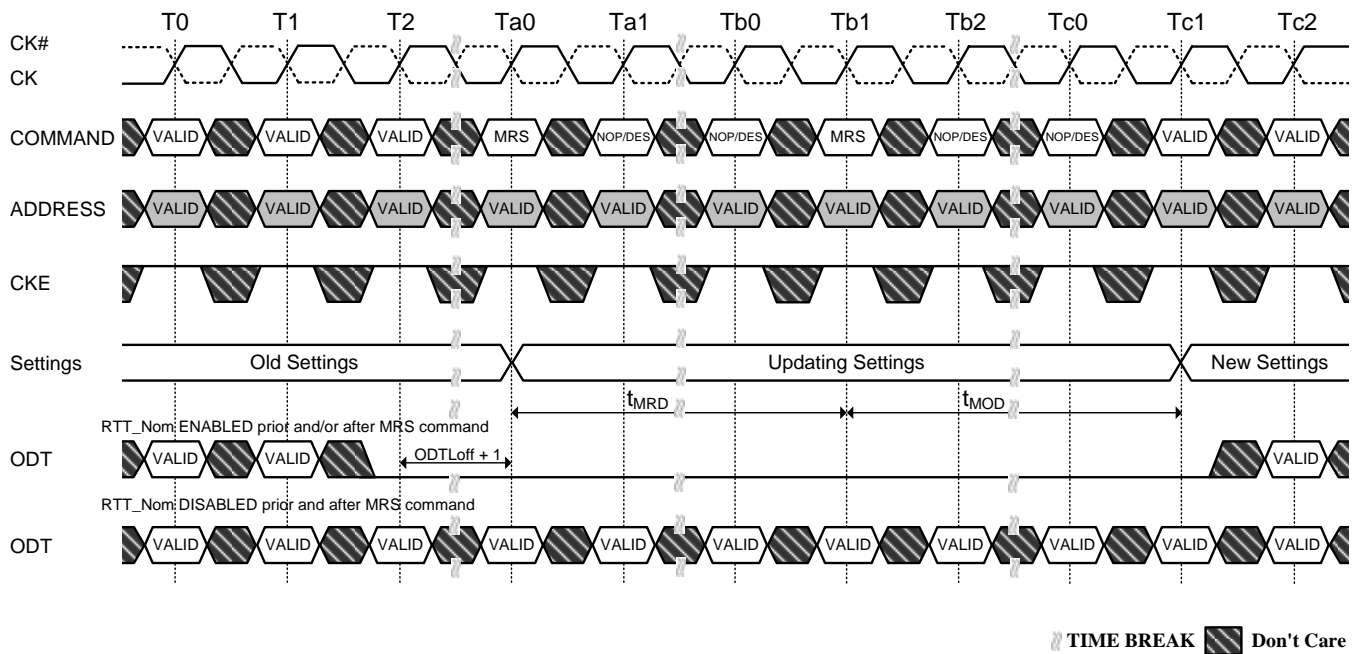 T0 T1 T2 Ta0 Ta1 Tb0 Tb1 Tb2 Tc0 Tc1 Tc2
CK#
CK
COMMAND VALID VALID VALID MRS NOP/DES NOP/DES MRS NOP/DES NOP/DES VALID VALID
ADDRESS VALID VALID VALID VALID VALID VALID VALID VALID VALID VALID VALID
CKE
Settings Old Settings Updating Settings New Settings
tMRD tMOD
RTT_Nom ENABLED prior and/or after MRS command
ODT VALID VALID ODTLoff + 1 VALID
RTT_Nom DISABLED prior and after MRS command
ODT VALID VALID VALID VALID VALID VALID VALID VALID VALID VALID VALID
TIME BREAK Don't Care